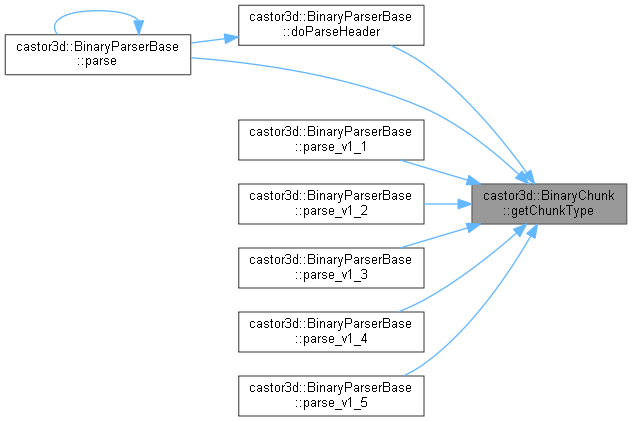 castor3d::BinaryParserBase
::doParseHeader
castor3d::BinaryParserBase
::parse
castor3d::BinaryParserBase
::parse_v1_1
castor3d::BinaryParserBase
::parse_v1_2
castor3d::BinaryChunk
::getChunkType
castor3d::BinaryParserBase
::parse_v1_3
castor3d::BinaryParserBase
::parse_v1_4
castor3d::BinaryParserBase
::parse_v1_5